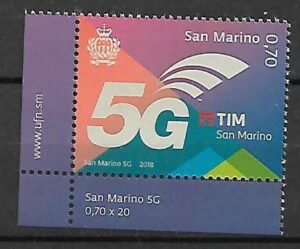 San Marino
0,70
5G
TIM
San Marino
San Marino 5G 2018
www.ufn.sm
San Marino 5G
0,70 x 20